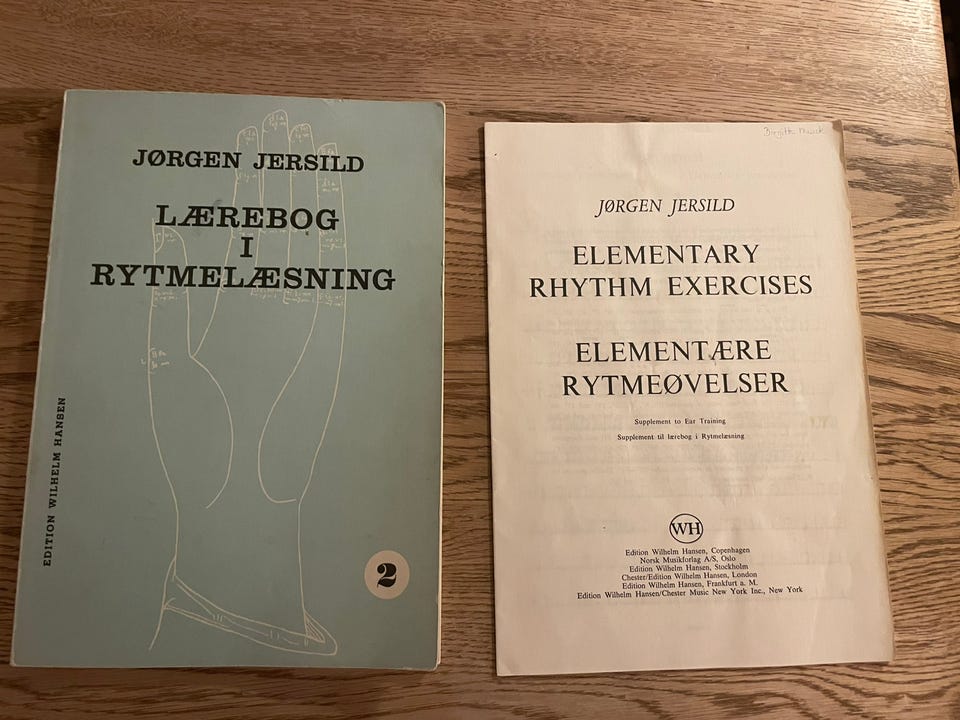 JØRGEN JERSILD
LÆREBOG
I
RYTMELÆSNING
EDITION WILHELM HANSEN
2
JØRGEN JERSILD
ELEMENTARY
RHYTHM EXERCISES
ELEMENTÆRE
RYTMEØVELSER
Supplement to Ear Training
Supplement til lærebog i Rytmelæsning
WH
Edition Wilhelm Hansen, Copenhagen
Norsk Musikforlag A/S, Oslo
Edition Wilhelm Hansen, Stockholm
Chester/Edition Wilhelm Hansen, London
Edition Wilhelm Hansen, Frankfurt a. M.
Edition Wilhelm Hansen/Chester Music New York Inc., New York